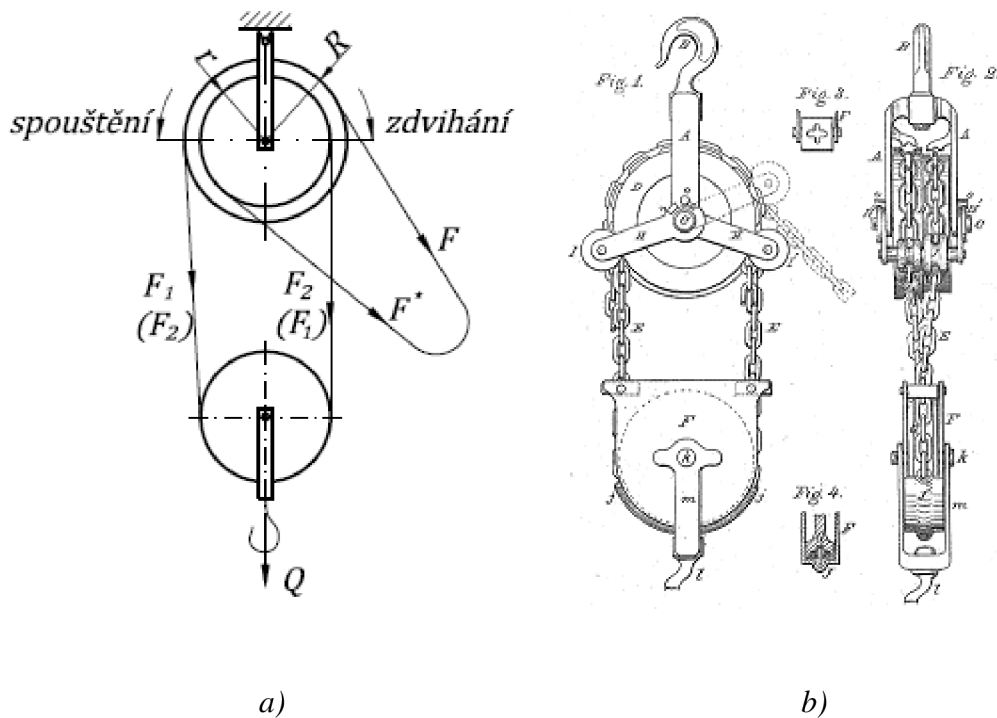 r
R
spouštění
zdvihání
F
F₁
(F₂)
F₂
(F₁)
F*
Q
a)
Fig. 1.
B
A
D
H
H
I
E
E
F
k
m
l
j
j
Fig. 3.
F
Fig. 2.
B
A
A
E
F
k
m
l
Fig. 4.
F
j
b)